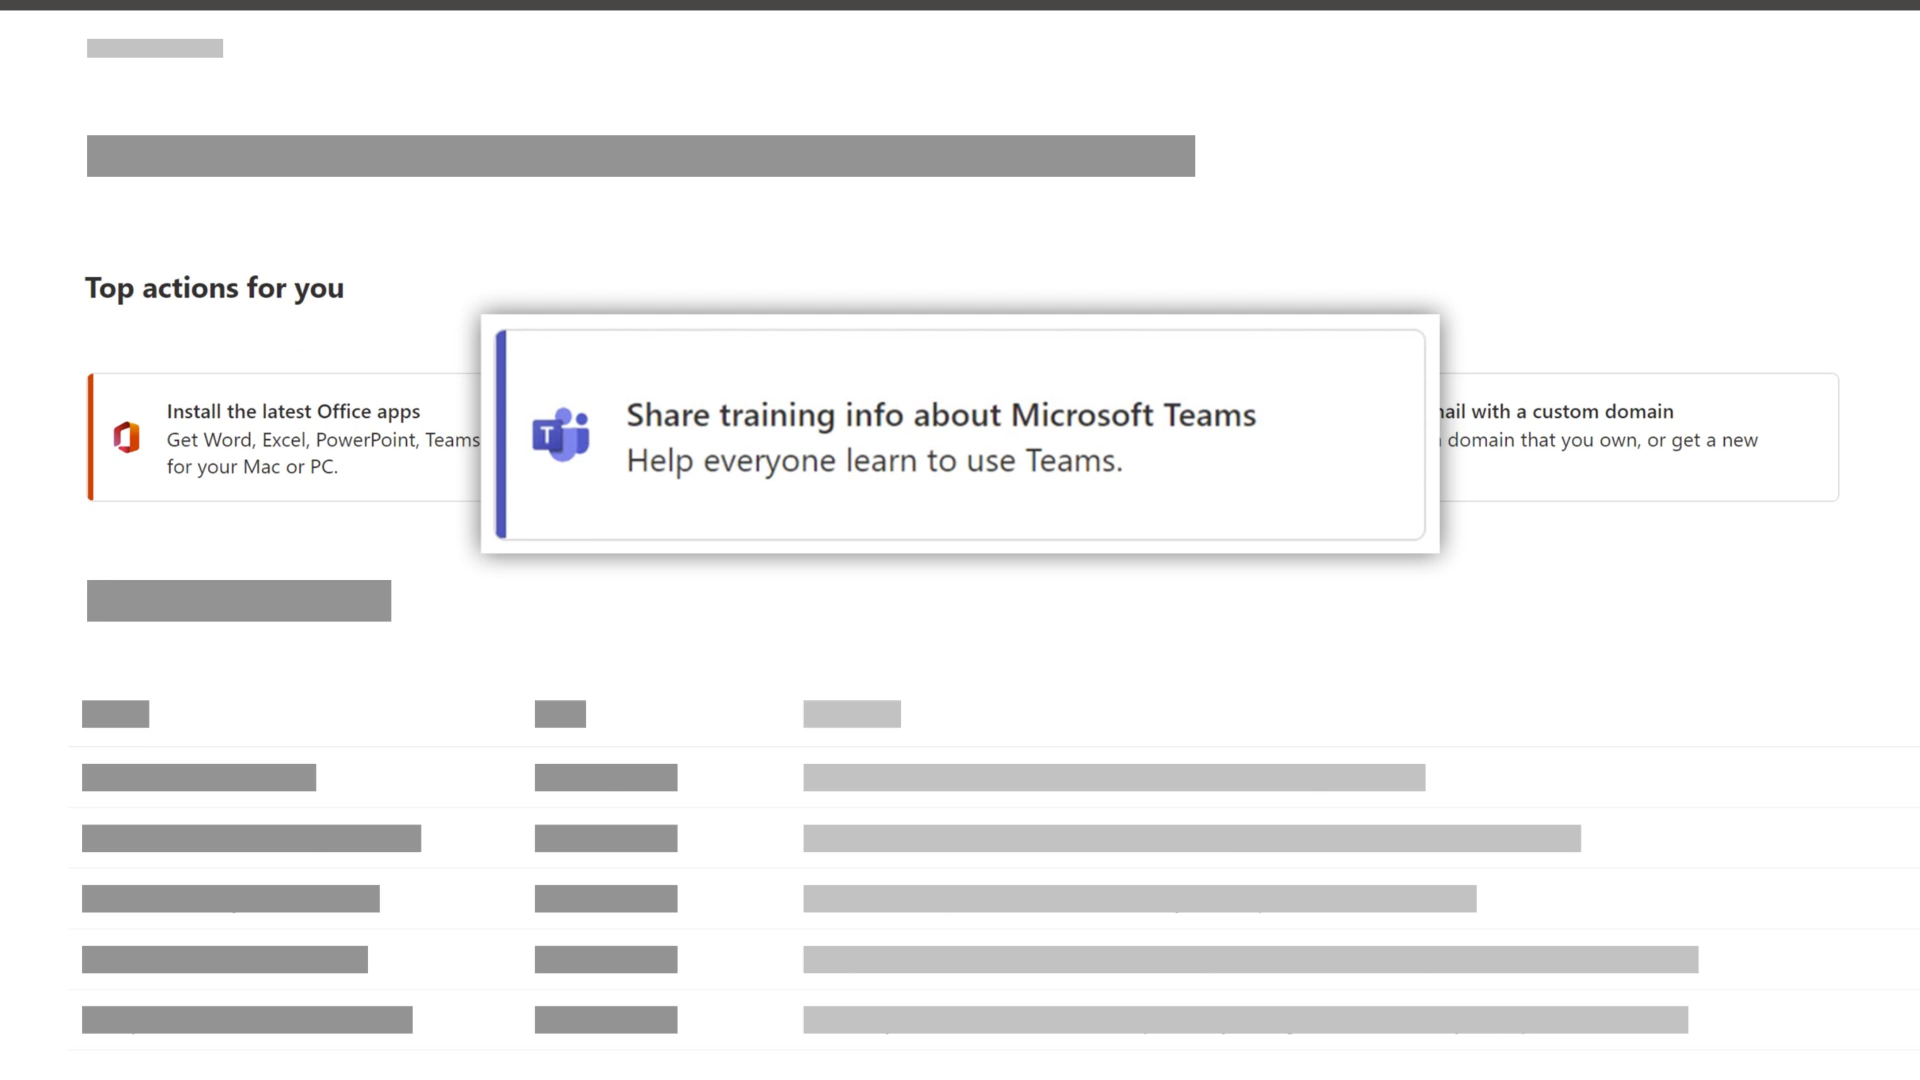 Top actions for you
Install the latest Office apps
Get Word, Excel, PowerPoint, Teams
for your Mac or PC.
T
Share training info about Microsoft Teams
Help everyone learn to use Teams.
with a custom domain
domain that you own, or get a new